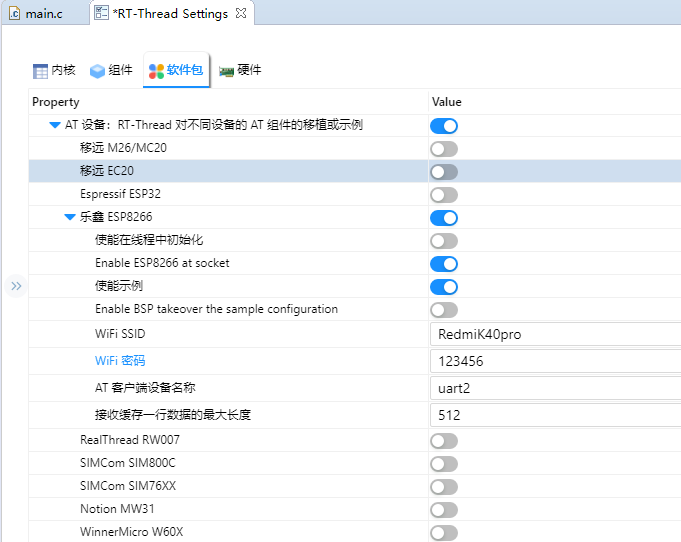 main.c *RT-Thread Settings
内核 组件 软件包 硬件
Property Value
AT 设备：RT-Thread 对不同设备的 AT 组件的移植或示例
移远 M26/MC20
移远 EC20
Espressif ESP32
乐鑫 ESP8266
使能在线程中初始化
Enable ESP8266 at socket
使能示例
Enable BSP takeover the sample configuration
WiFi SSID RedmiK40pro
WiFi 密码 123456
AT 客户端设备名称 uart2
接收缓存一行数据的最大长度 512
RealThread RW007
SIMCom SIM800C
SIMCom SIM76XX
Notion MW31
WinnerMicro W60X